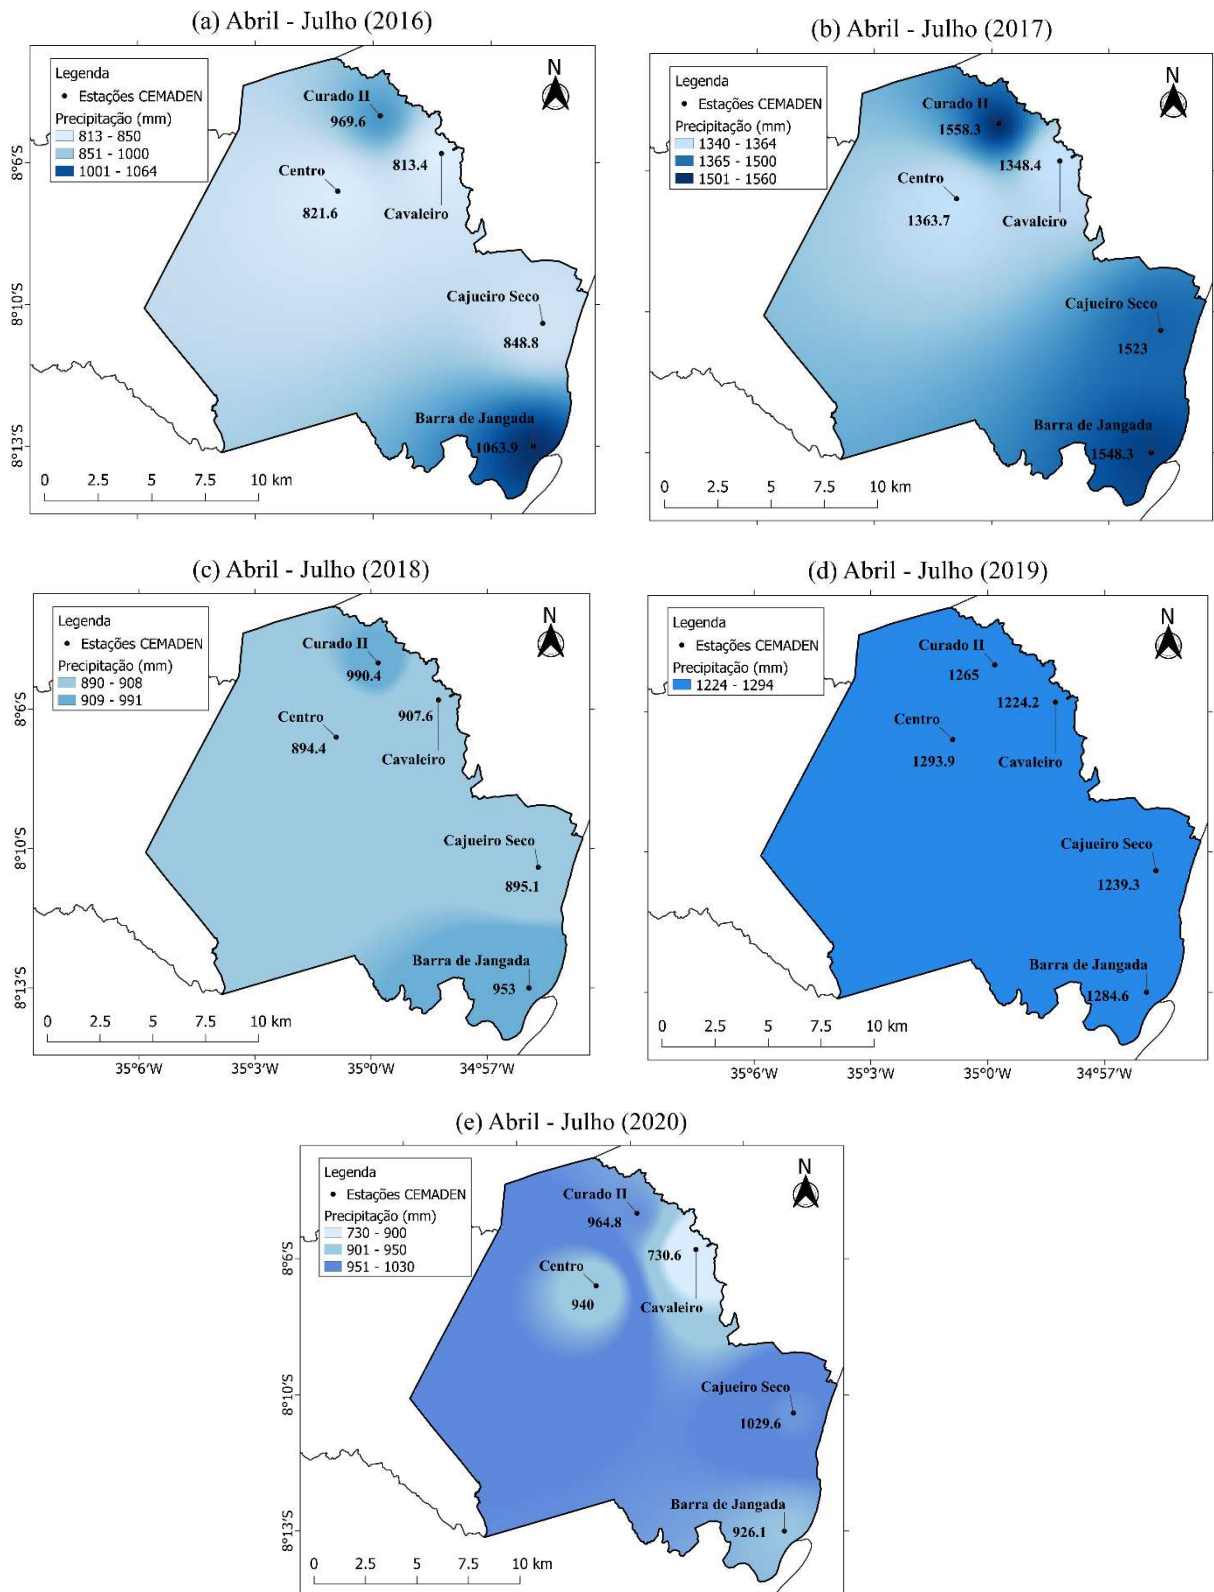 (a) Abril - Julho (2016)
Legenda
• Estações CEMADEN
Precipitação (mm)
813 - 850
851 - 1000
1001 - 1064
N
Curado II
969.6
813.4
Centro
821.6
Cavaleiro
Cajueiro Seco
848.8
Barra de Jangada
1063.9
8°6'S
8°10'S
8°13'S
0 2.5 5 7.5 10 km
(b) Abril - Julho (2017)
Legenda
• Estações CEMADEN
Precipitação (mm)
1340 - 1364
1365 - 1500
1501 - 1560
N
Curado II
1558.3
1348.4
Centro
1363.7
Cavaleiro
Cajueiro Seco
1523
Barra de Jangada
1548.3
0 2.5 5 7.5 10 km
(c) Abril - Julho (2018)
Legenda
• Estações CEMADEN
Precipitação (mm)
890 - 908
909 - 991
N
Curado II
990.4
907.6
Centro
894.4
Cavaleiro
Cajueiro Seco
895.1
Barra de Jangada
953
8°6'S
8°10'S
8°13'S
0 2.5 5 7.5 10 km
35°6'W 35°3'W 35°0'W 34°57'W
(d) Abril - Julho (2019)
Legenda
• Estações CEMADEN
Precipitação (mm)
1224 - 1294
N
Curado II
1265
1224.2
Centro
1293.9
Cavaleiro
Cajueiro Seco
1239.3
Barra de Jangada
1284.6
0 2.5 5 7.5 10 km
35°6'W 35°3'W 35°0'W 34°57'W
(e) Abril - Julho (2020)
Legenda
• Estações CEMADEN
Precipitação (mm)
730 - 900
901 - 950
951 - 1030
N
Curado II
964.8
730.6
Centro
940
Cavaleiro
Cajueiro Seco
1029.6
Barra de Jangada
926.1
8°6'S
8°10'S
8°13'S
0 2.5 5 7.5 10 km